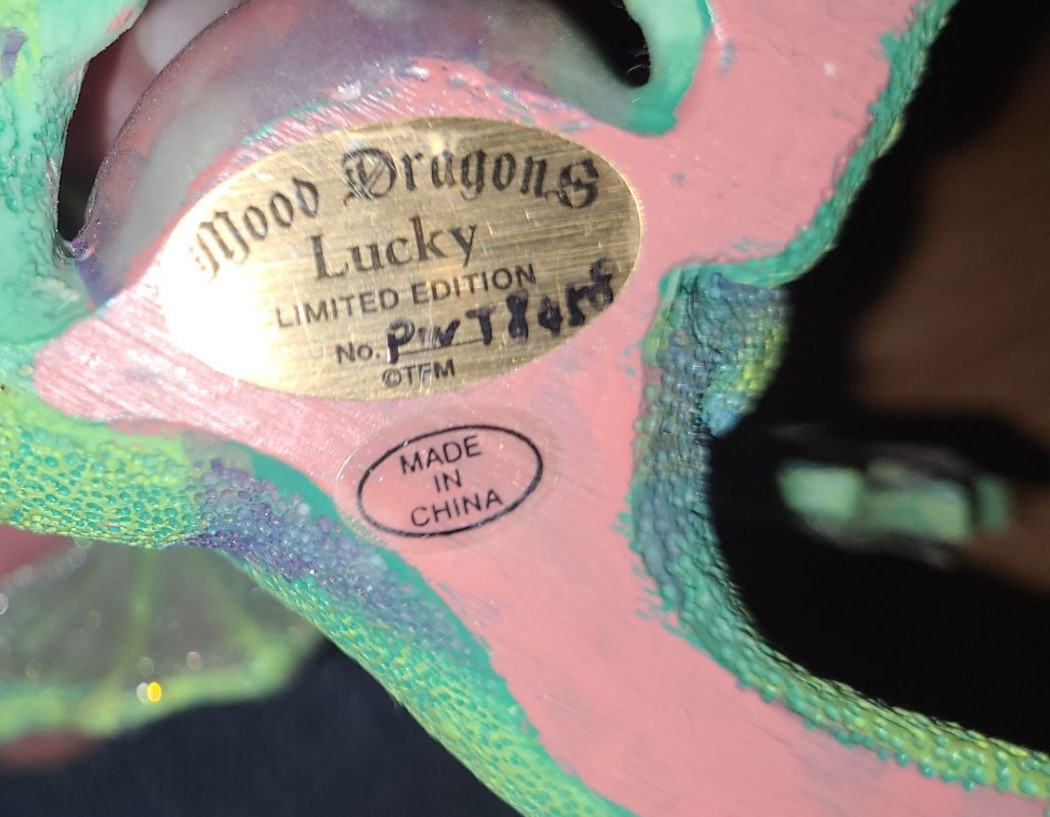 Mood Dragons
Lucky
LIMITED EDITION
No.
©TFM
MADE
IN
CHINA